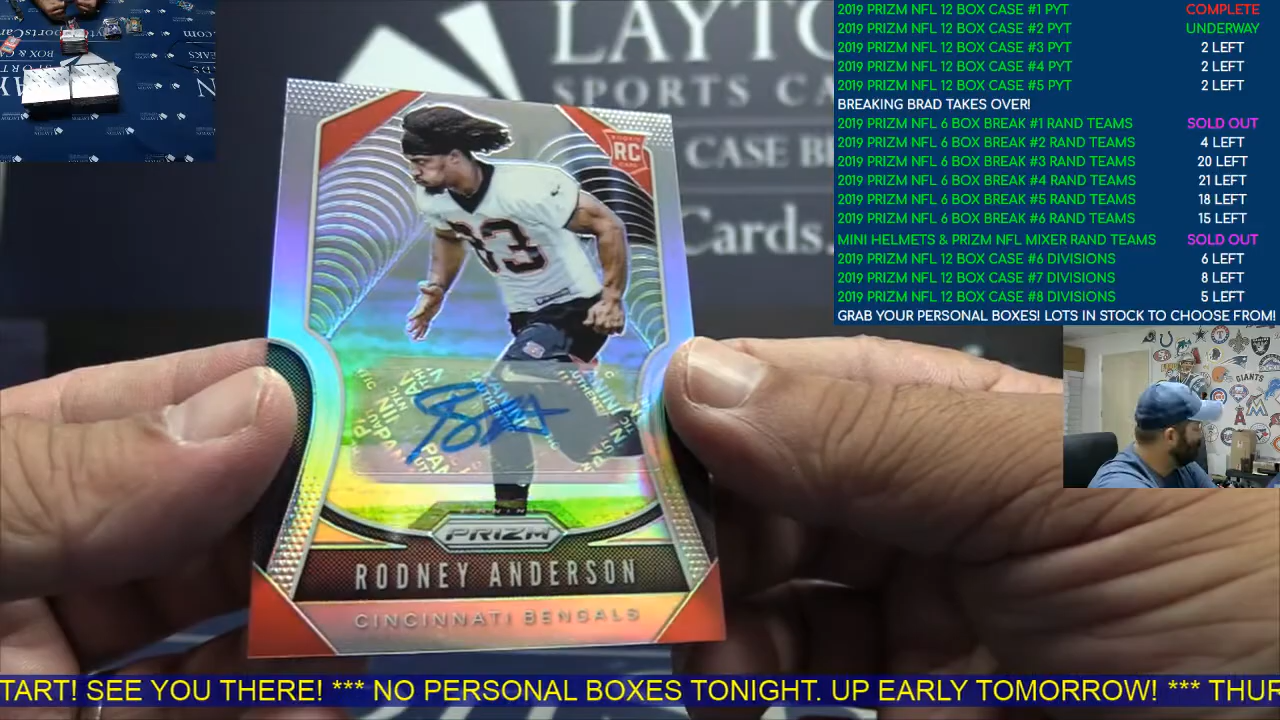 LAYTO
SPORTS CA
CASE BR
Cards.
RC
33
PRIZM
RODNEY ANDERSON
CINCINNATI BENGALS
2019 PRIZM NFL 12 BOX CASE #1 PYT COMPLETE
2019 PRIZM NFL 12 BOX CASE #2 PYT UNDERWAY
2019 PRIZM NFL 12 BOX CASE #3 PYT 2 LEFT
2019 PRIZM NFL 12 BOX CASE #4 PYT 2 LEFT
2019 PRIZM NFL 12 BOX CASE #5 PYT 2 LEFT
BREAKING BRAD TAKES OVER!
2019 PRIZM NFL 6 BOX BREAK #1 RAND TEAMS SOLD OUT
2019 PRIZM NFL 6 BOX BREAK #2 RAND TEAMS 4 LEFT
2019 PRIZM NFL 6 BOX BREAK #3 RAND TEAMS 20 LEFT
2019 PRIZM NFL 6 BOX BREAK #4 RAND TEAMS 21 LEFT
2019 PRIZM NFL 6 BOX BREAK #5 RAND TEAMS 18 LEFT
2019 PRIZM NFL 6 BOX BREAK #6 RAND TEAMS 15 LEFT
MINI HELMETS & PRIZM NFL MIXER RAND TEAMS SOLD OUT
2019 PRIZM NFL 12 BOX CASE #6 DIVISIONS 6 LEFT
2019 PRIZM NFL 12 BOX CASE #7 DIVISIONS 8 LEFT
2019 PRIZM NFL 12 BOX CASE #8 DIVISIONS 5 LEFT
GRAB YOUR PERSONAL BOXES! LOTS IN STOCK TO CHOOSE FROM!
GIANTS
TART! SEE YOU THERE! *** NO PERSONAL BOXES TONIGHT. UP EARLY TOMORROW! *** THUR